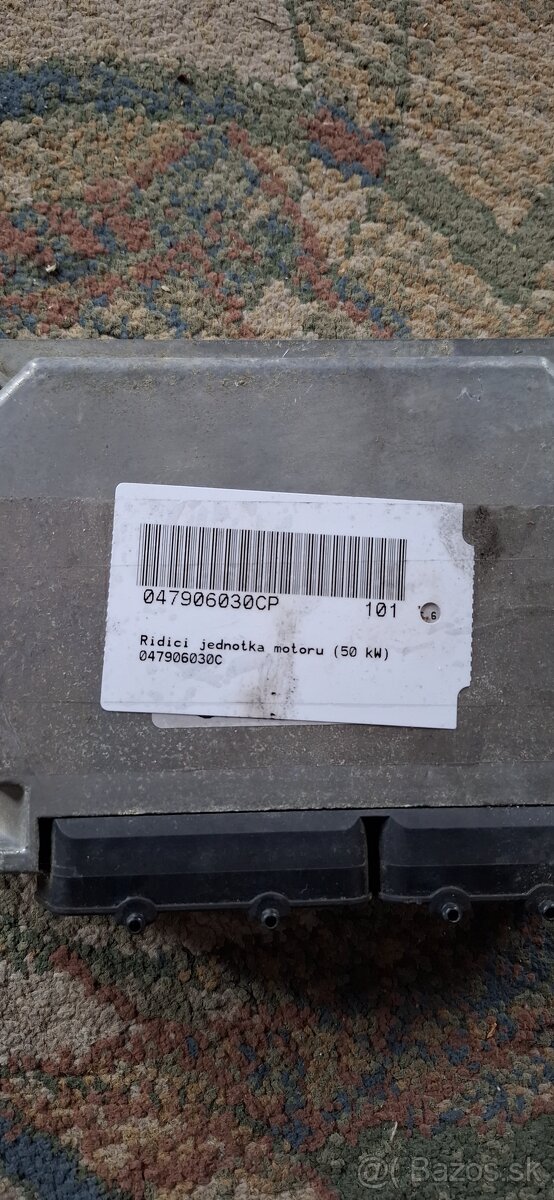 047906030CP 101
Ridici jednotka motoru (50 kW)
047906030C
Bazos.sk